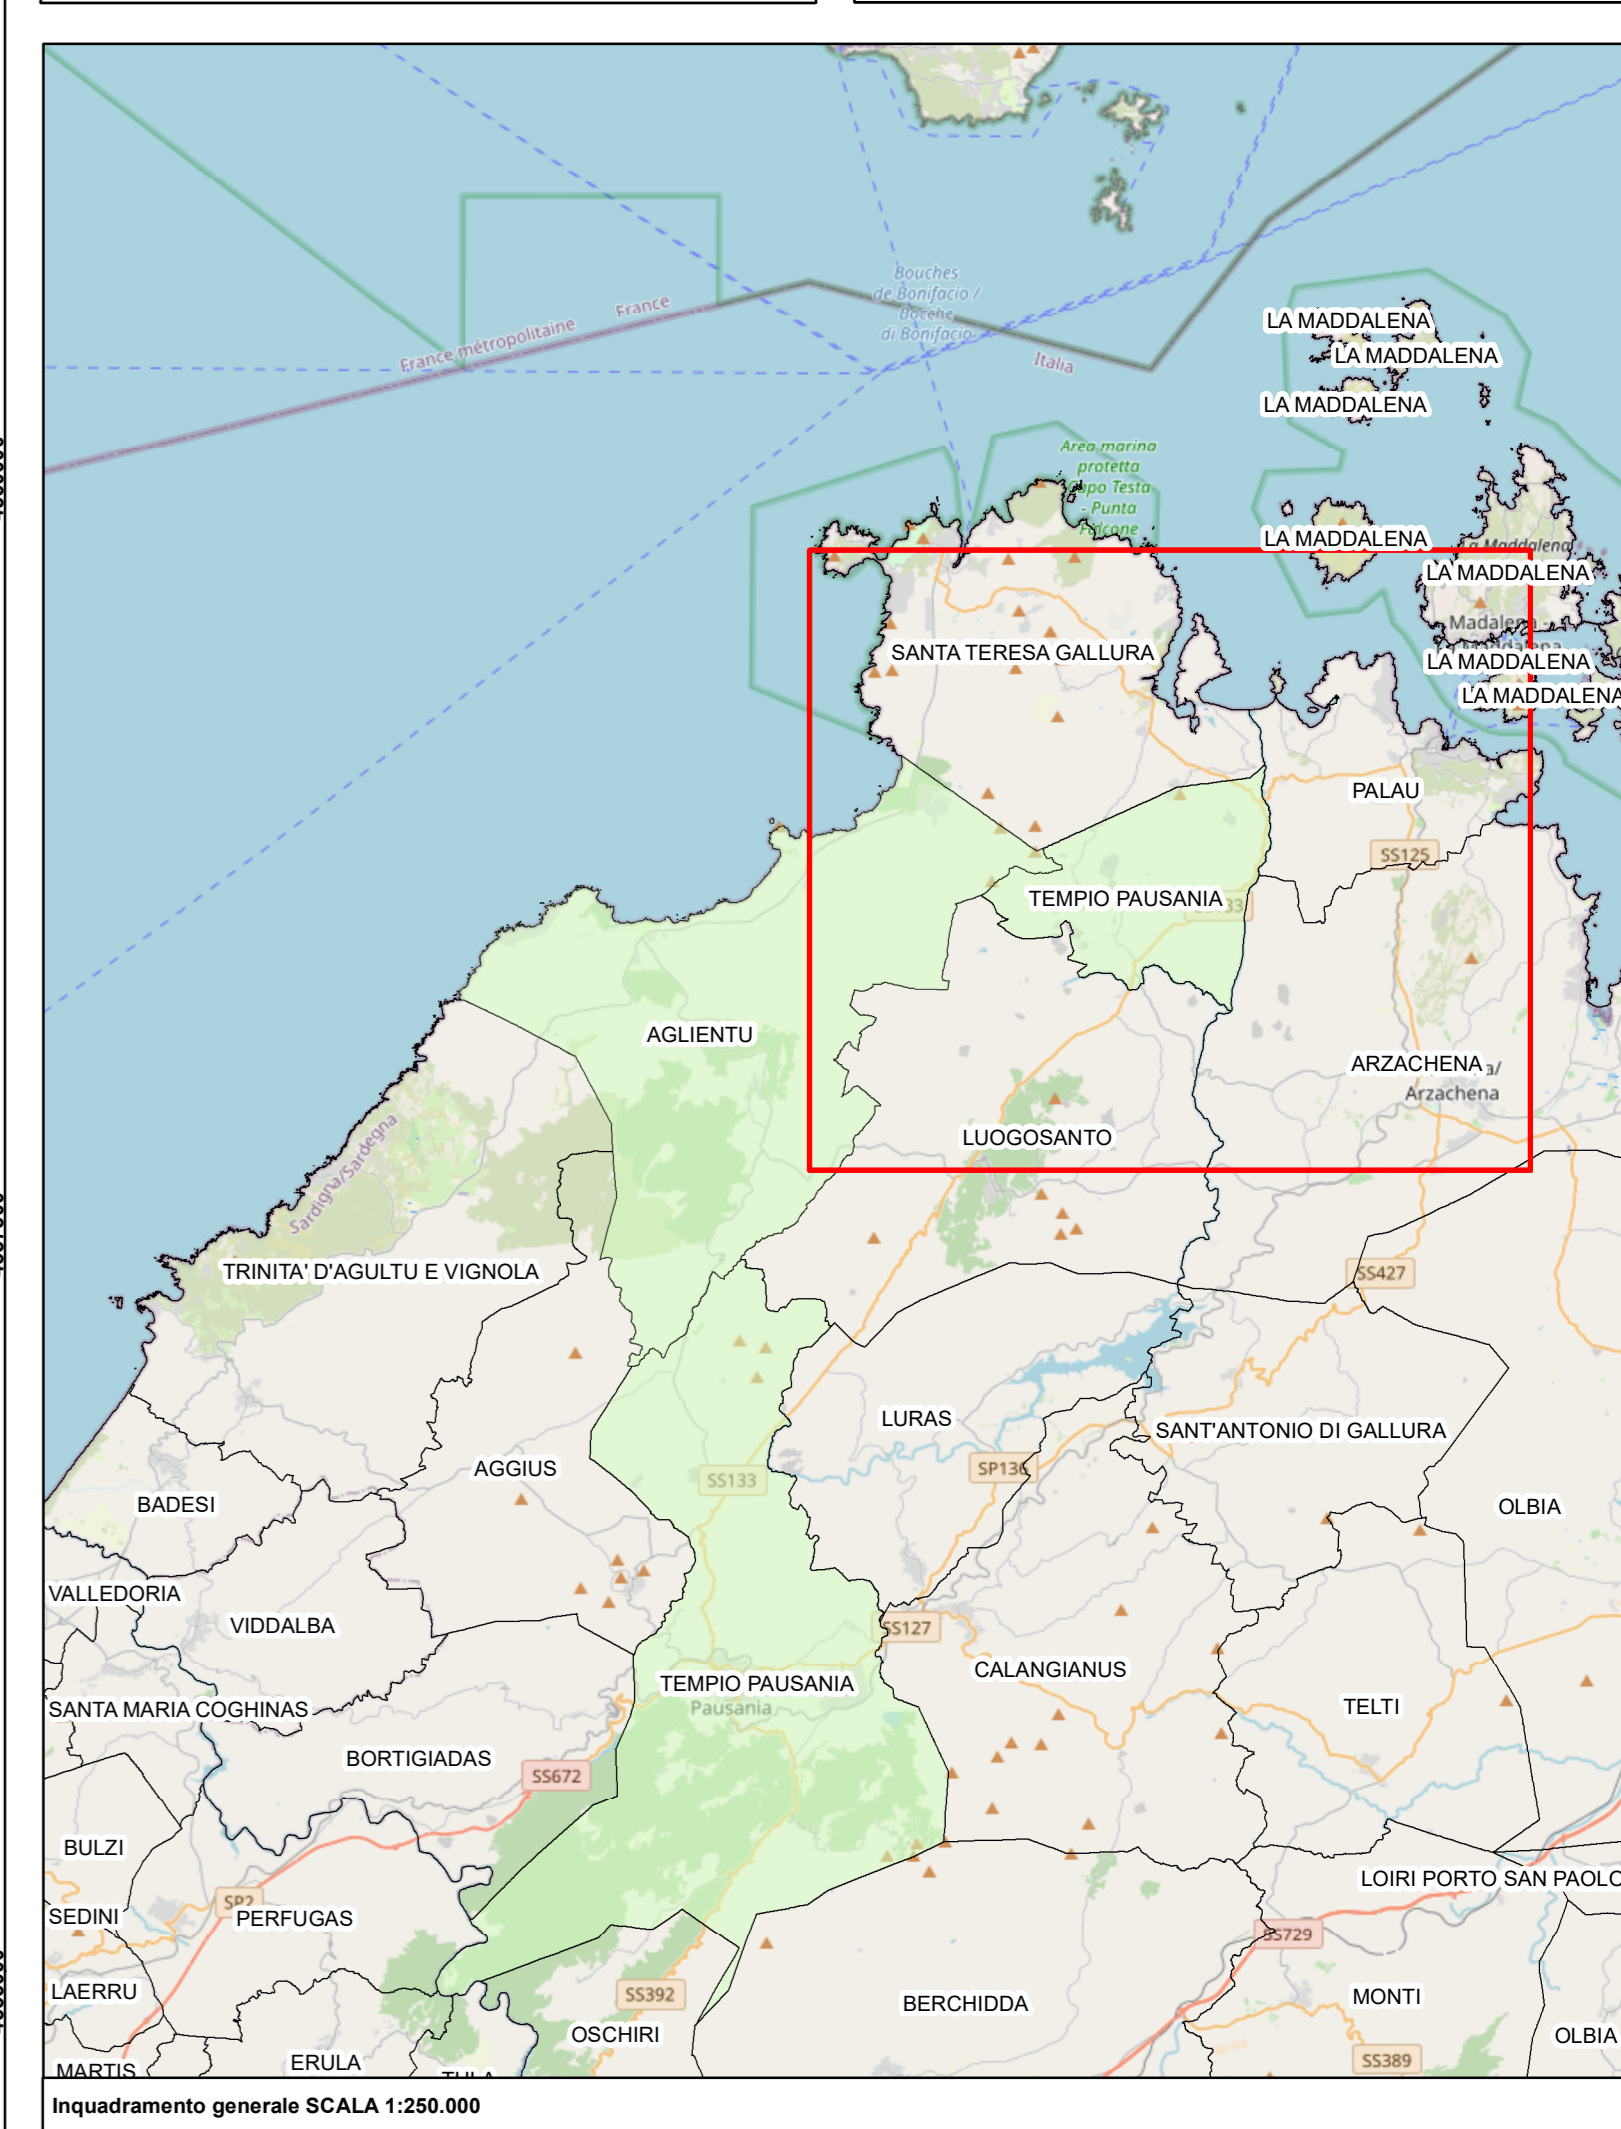 Bouches
de Bonifacio /
Bocche
di Bonifacio
France
France métropolitaine
Italia
LA MADDALENA
LA MADDALENA
LA MADDALENA
Area marina
protetta
Capo Testa
- Punta
Falcone
LA MADDALENA
La Maddalena
LA MADDALENA
Madalena -
LA MADDALENA
LA MADDALENA
SANTA TERESA GALLURA
PALAU
SS125
TEMPIO PAUSANIA
AGLIENTU
ARZACHENA
Arzachena
LUOGOSANTO
Sardigna/Sardegna
TRINITA' D'AGULTU E VIGNOLA
SS427
LURAS
SANT'ANTONIO DI GALLURA
AGGIUS
SP136
SS133
BADESI
OLBIA
VALLEDORIA
VIDDALBA
SS127
CALANGIANUS
TEMPIO PAUSANIA
Pausania
SANTA MARIA COGHINAS
TELTI
BORTIGIADAS
SS672
BULZI
LOIRI PORTO SAN PAOLO
SP2
SEDINI
PERFUGAS
SS729
LAERRU
SS392
BERCHIDDA
MONTI
OSCHIRI
OLBIA
ERULA
SS389
MARTIS
TULA
Inquadramento generale SCALA 1:250.000